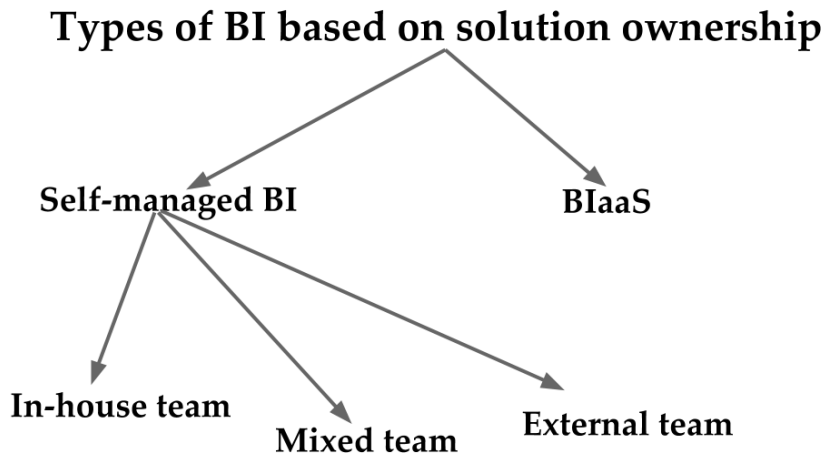 Types of BI based on solution ownership
Self-managed BI
BIaaS
In-house team
Mixed team
External team